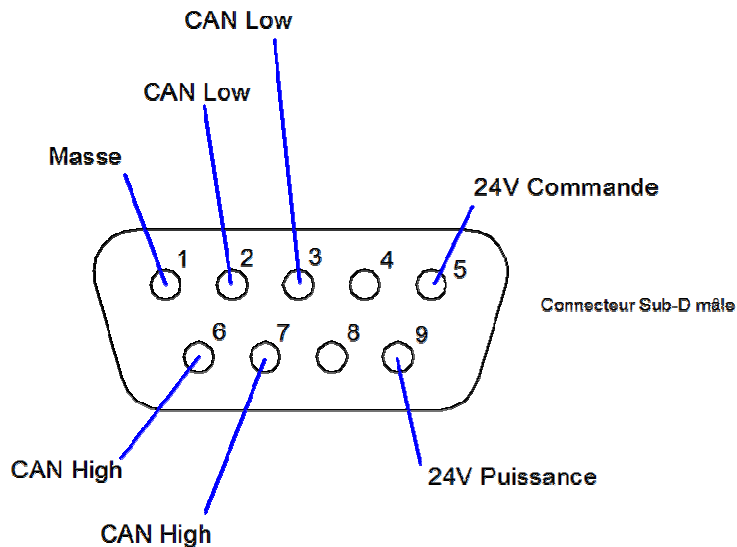 CAN Low
CAN Low
Masse
24V Commande
1 2 3 4 5
Connecteur Sub-D mâle
6 7 8 9
CAN High
24V Puissance
CAN High